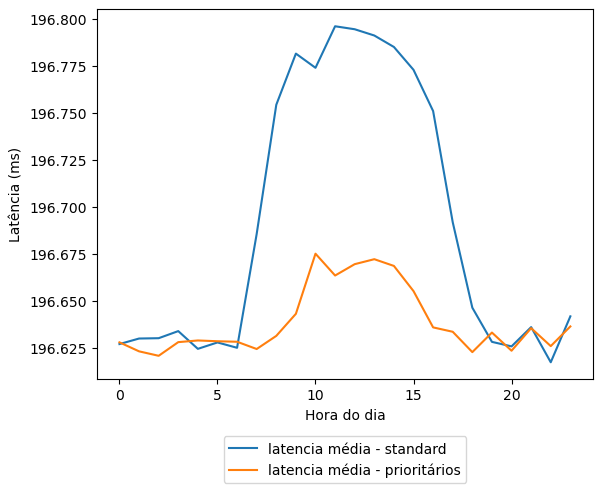 196.800
196.775
196.750
196.725
196.700
196.675
196.650
196.625
Latência (ms)
0 5 10 15 20
Hora do dia
latencia média - standard
latencia média - prioritários